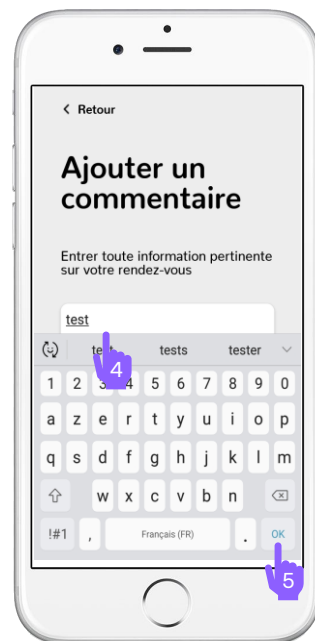 < Retour
Ajouter un
commentaire
Entrer toute information pertinente
sur votre rendez-vous
test
4
test tests tester
1 2 3 4 5 6 7 8 9 0
a z e r t y u i o p
q s d f g h j k l m
w x c v b n
!#1 , Français (FR) . OK
5